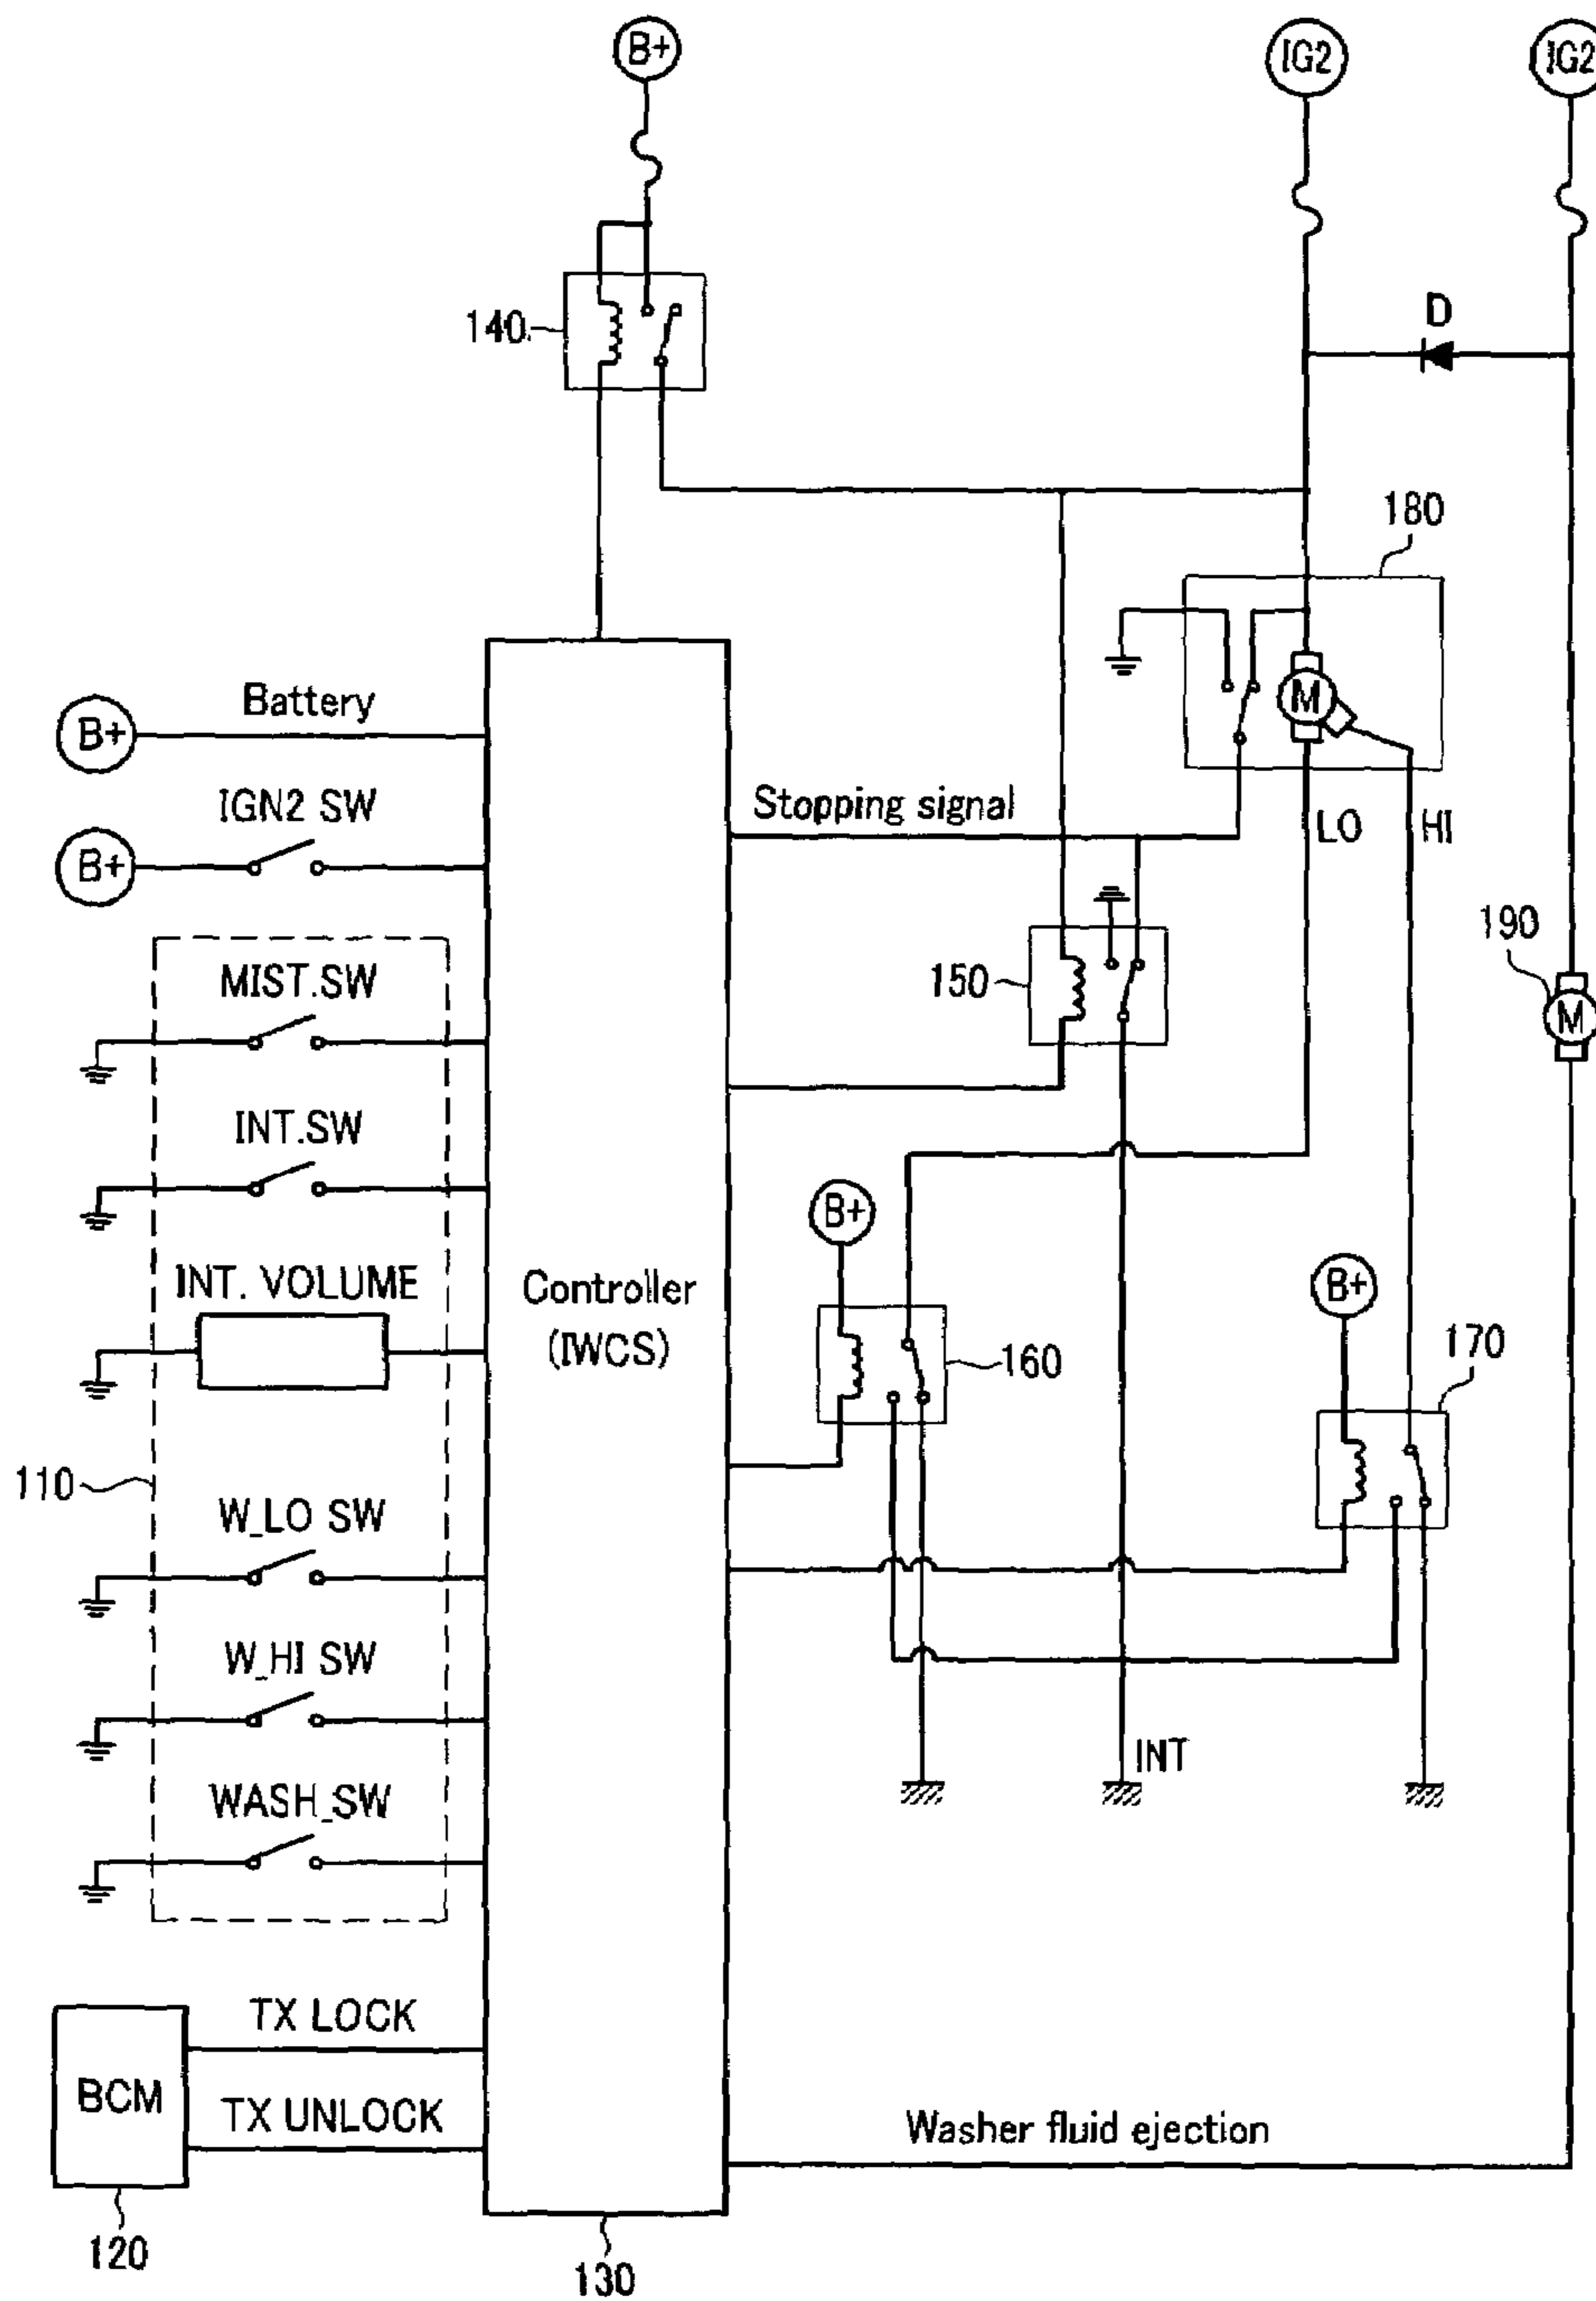 B+
IG2
IG2
D
140
180
Battery
B+
IGN2 SW
B+
Stopping signal
LO
HI
190
M
M
MIST.SW
150
INT.SW
B+
INT. VOLUME
Controller
(IWCS)
B+
160
170
110
W_LO SW
W_HI SW
INT
WASH_SW
TX LOCK
BCM
TX UNLOCK
Washer fluid ejection
120
130